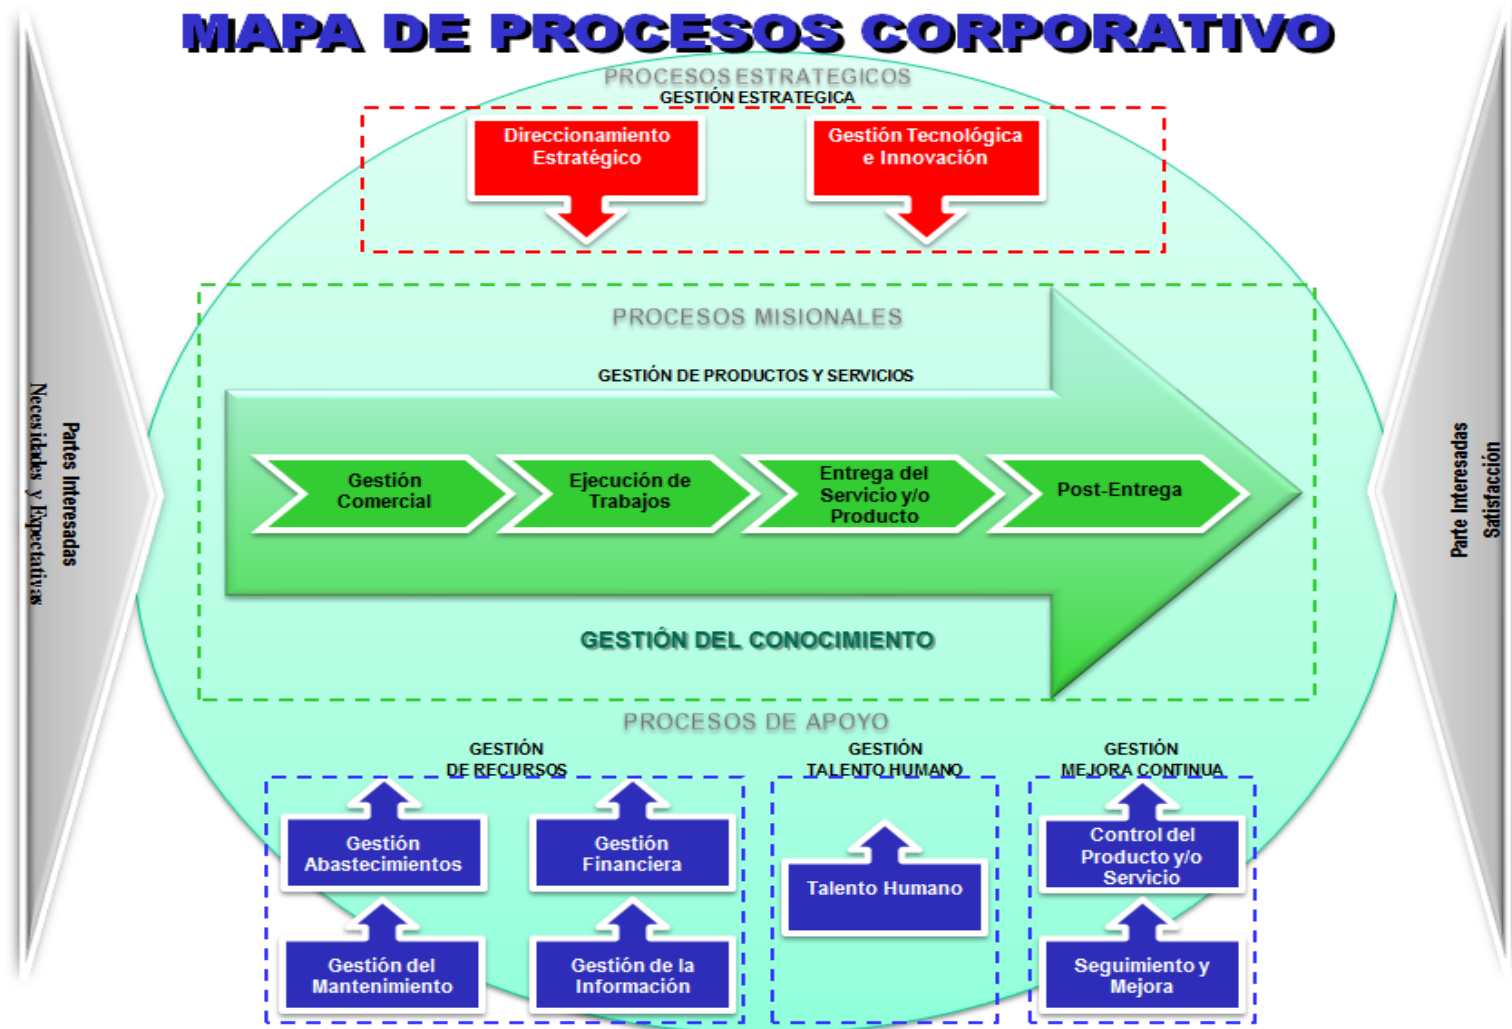 MAPA DE PROCESOS CORPORATIVO
PROCESOS ESTRATEGICOS
GESTIÓN ESTRATEGICA
Direccionamiento
Estratégico
Gestión Tecnológica
e Innovación
PROCESOS MISIONALES
GESTIÓN DE PRODUCTOS Y SERVICIOS
Partes Interesadas
Necesidades y Expectativas
Gestión
Comercial
Ejecución de
Trabajos
Entrega del
Servicio y/o
Producto
Post-Entrega
Parte Interesadas
Satisfacción
GESTIÓN DEL CONOCIMIENTO
PROCESOS DE APOYO
GESTIÓN
DE RECURSOS
GESTIÓN
TALENTO HUMANO
GESTIÓN
MEJORA CONTINUA
Gestión
Abastecimientos
Gestión
Financiera
Talento Humano
Control del
Producto y/o
Servicio
Gestión del
Mantenimiento
Gestión de la
Información
Seguimiento y
Mejora